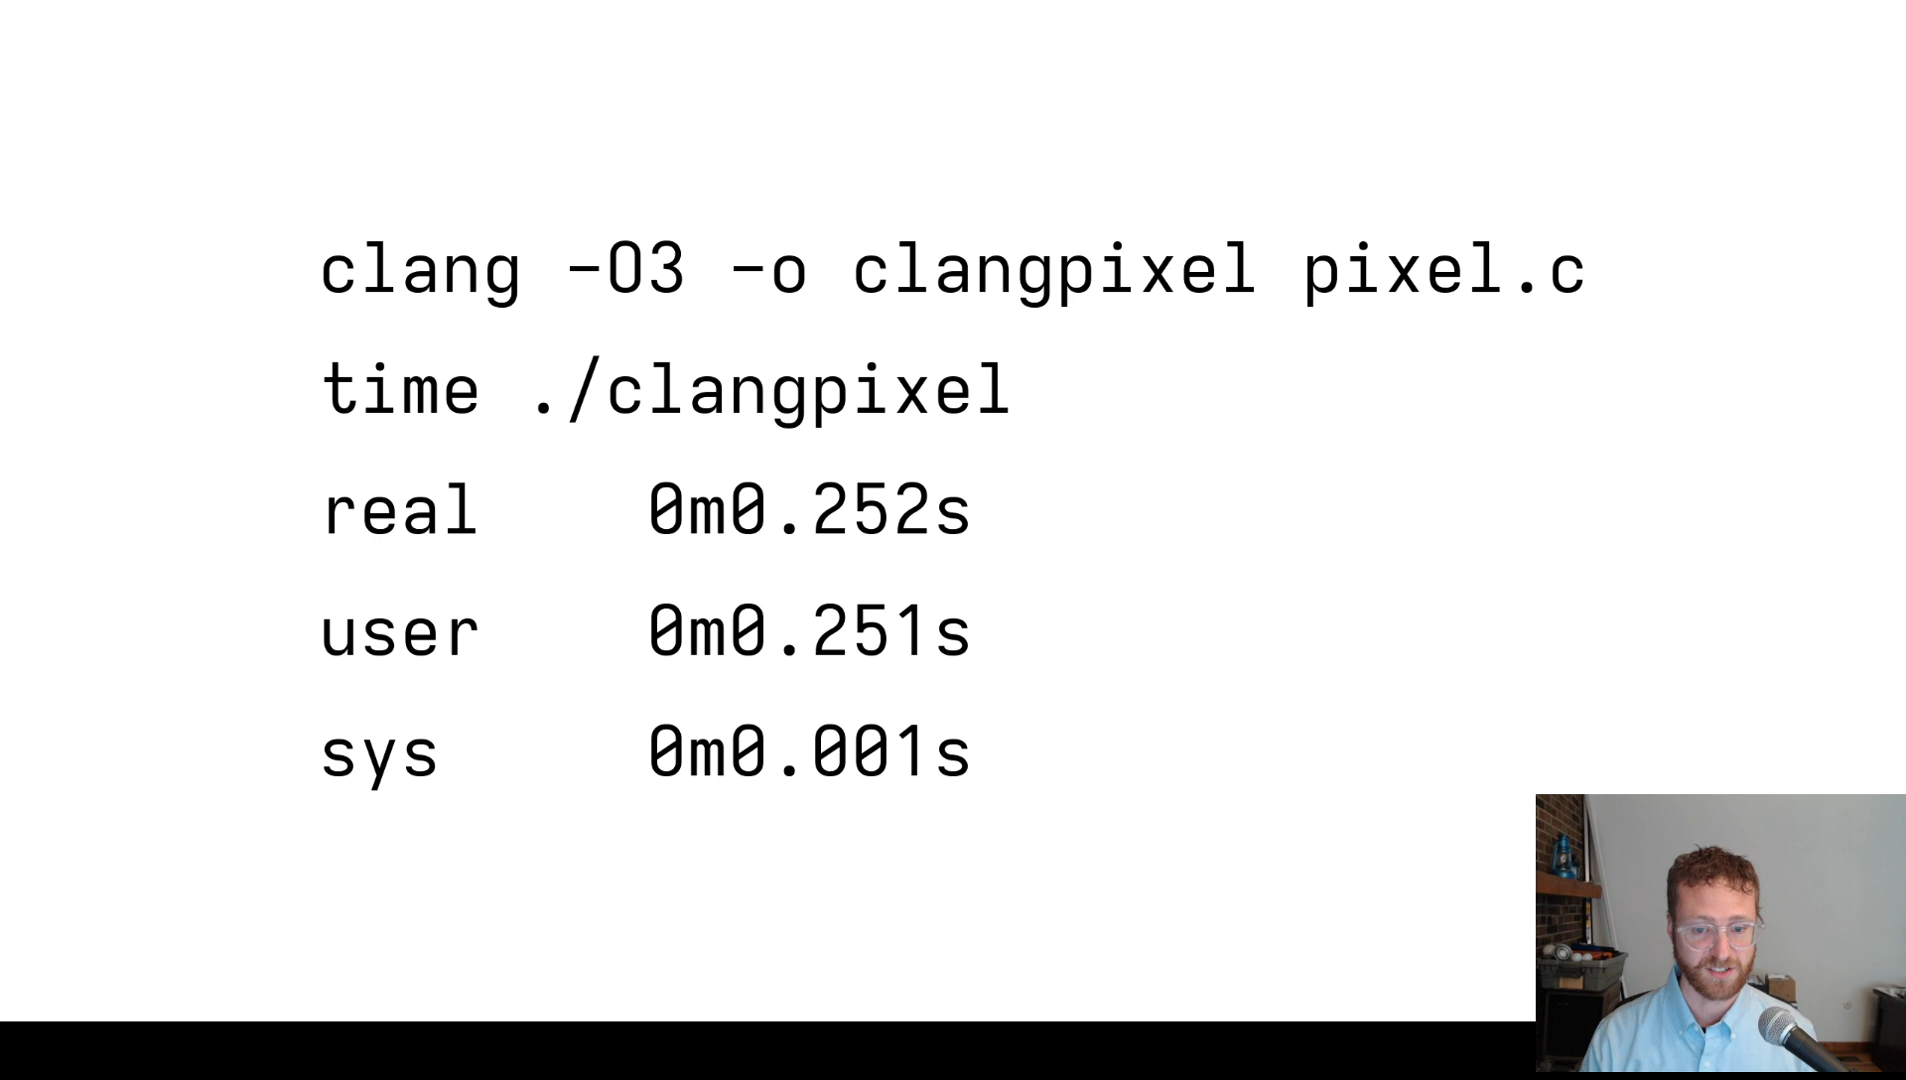 clang -O3 -o clangpixel pixel.c
time ./clangpixel
real    0m0.252s
user    0m0.251s
sys     0m0.001s